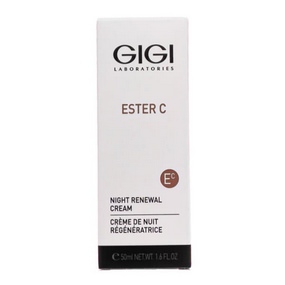 GIGI
LABORATORIES
ESTER C
EC
NIGHT RENEWAL
CREAM
CRÈME DE NUIT
RÉGÉNÉRATRICE
℮ 50ml NET.WT. 1.6 FL.OZ